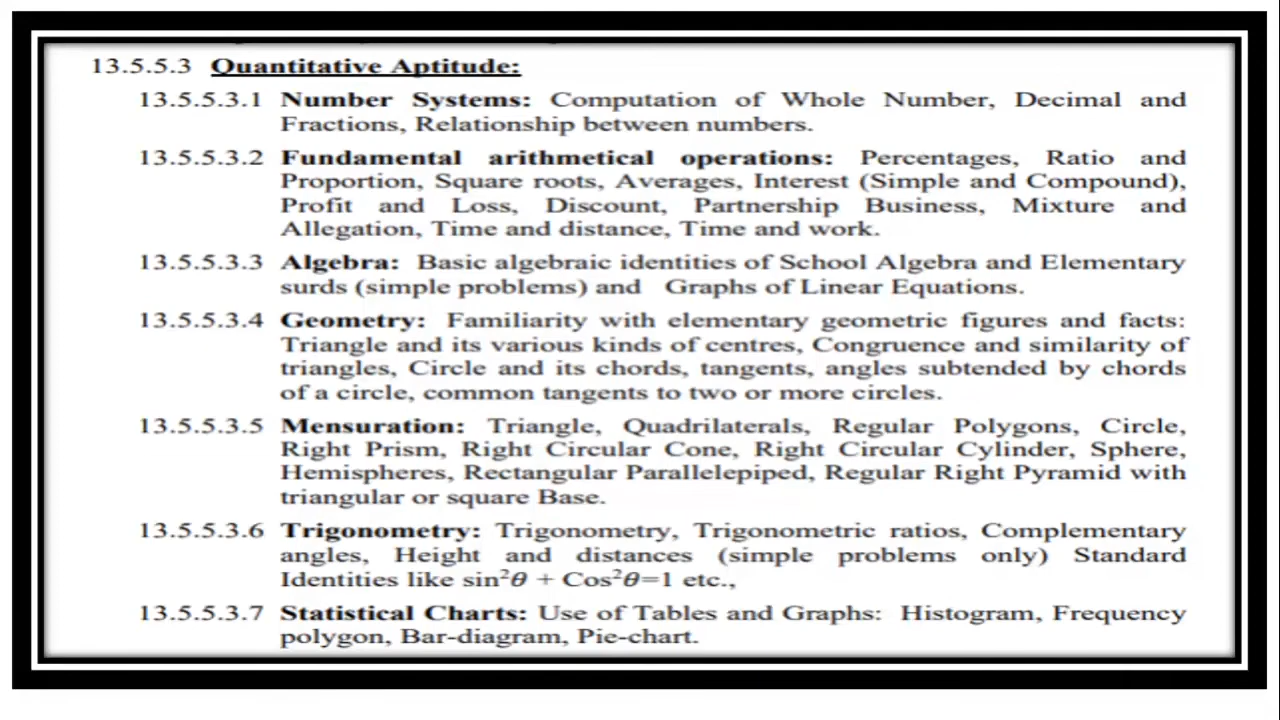 13.5.5.3 Quantitative Aptitude:
13.5.5.3.1 Number Systems: Computation of Whole Number, Decimal and
Fractions, Relationship between numbers.
13.5.5.3.2 Fundamental arithmetical operations: Percentages, Ratio and
Proportion, Square roots, Averages, Interest (Simple and Compound),
Profit and Loss, Discount, Partnership Business, Mixture and
Allegation, Time and distance, Time and work.
13.5.5.3.3 Algebra: Basic algebraic identities of School Algebra and Elementary
surds (simple problems) and Graphs of Linear Equations.
13.5.5.3.4 Geometry: Familiarity with elementary geometric figures and facts:
Triangle and its various kinds of centres, Congruence and similarity of
triangles, Circle and its chords, tangents, angles subtended by chords
of a circle, common tangents to two or more circles.
13.5.5.3.5 Mensuration: Triangle, Quadrilaterals, Regular Polygons, Circle,
Right Prism, Right Circular Cone, Right Circular Cylinder, Sphere,
Hemispheres, Rectangular Parallelepiped, Regular Right Pyramid with
triangular or square Base.
13.5.5.3.6 Trigonometry: Trigonometry, Trigonometric ratios, Complementary
angles, Height and distances (simple problems only) Standard
Identities like sin²𝜃 + Cos²𝜃=1 etc.,
13.5.5.3.7 Statistical Charts: Use of Tables and Graphs: Histogram, Frequency
polygon, Bar-diagram, Pie-chart.